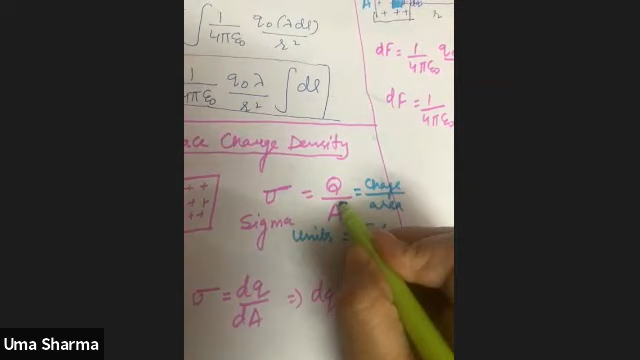 ∫ 1/4πε₀ q₀(λdl)/r²
1/4πε₀ q₀λ/r² ∫ dl
A
+ ++
r
dF = 1/4πε₀ q₀
dF = 1/4πε₀
ace Charge Density
++
++
++
σ = Q/A = Charge/area
Sigma
Units =
σ = dq/dA ⇒ dq
Uma Sharma